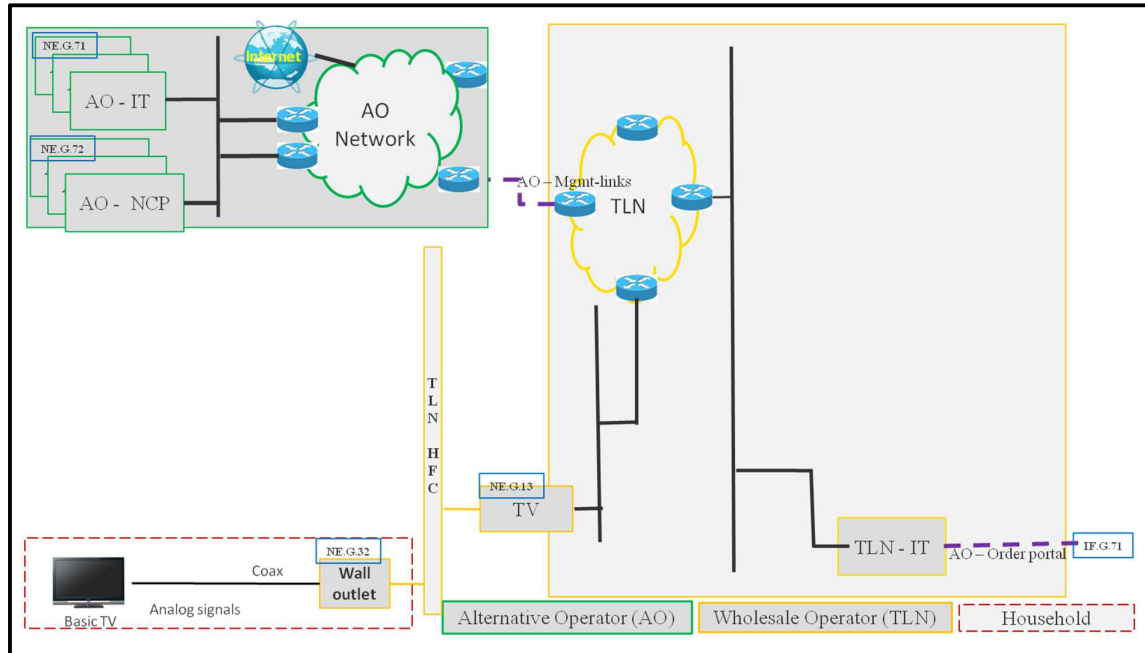 NE.G.71
AO - IT
NE.G.72
AO - NCP
Internet
AO
Network
AO – Mgmt-links
TLN
T
L
N
H
F
C
NE.G.13
TV
NE.G.32
Wall
outlet
Coax
Analog signals
Basic TV
TLN - IT
AO – Order portal
IF.G.71
Alternative Operator (AO)
Wholesale Operator (TLN)
Household